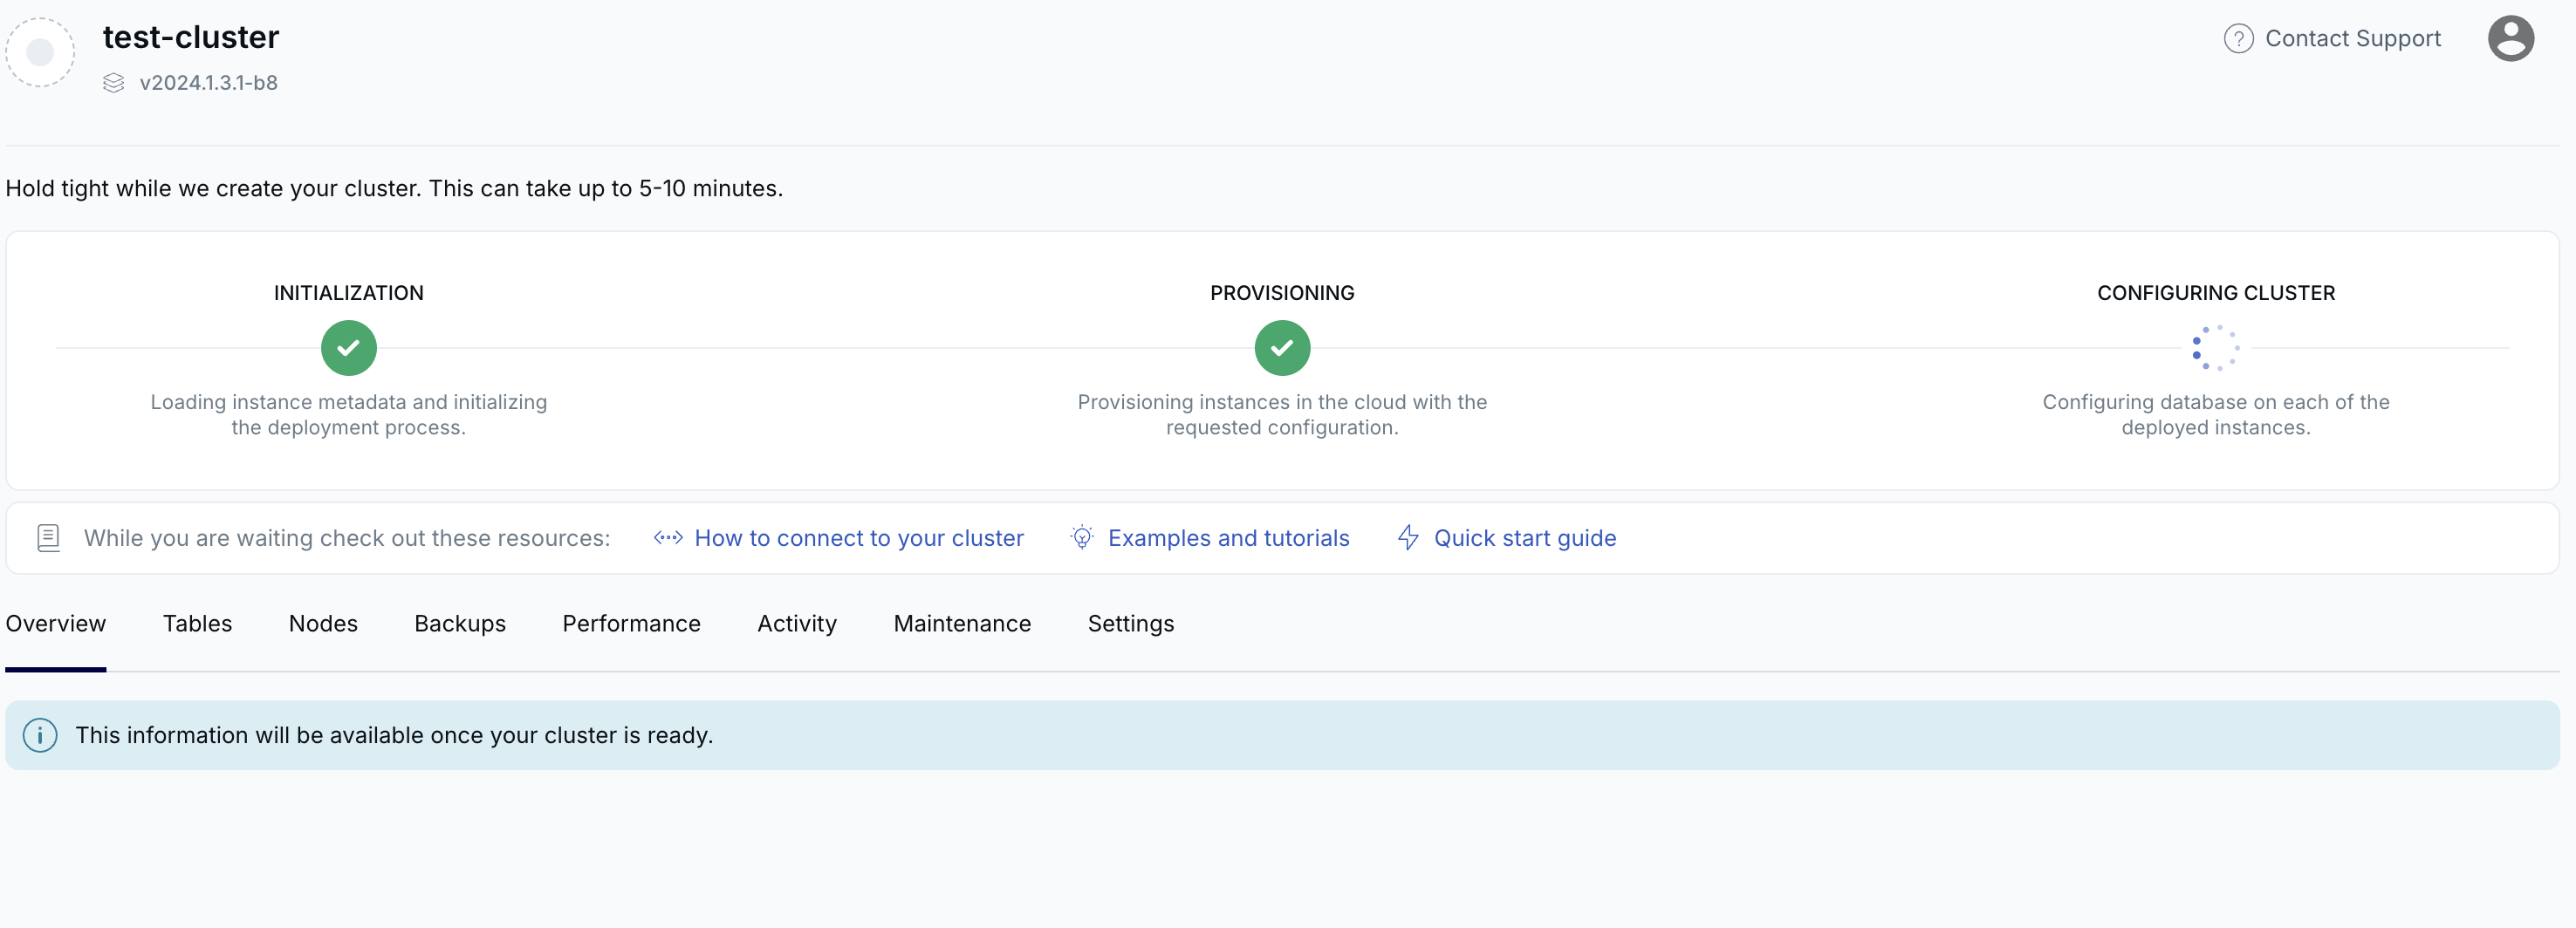 test-cluster
v2024.1.3.1-b8
Contact Support
Hold tight while we create your cluster. This can take up to 5-10 minutes.
INITIALIZATION
Loading instance metadata and initializing
the deployment process.
PROVISIONING
Provisioning instances in the cloud with the
requested configuration.
CONFIGURING CLUSTER
Configuring database on each of the
deployed instances.
While you are waiting check out these resources: How to connect to your cluster Examples and tutorials Quick start guide
Overview Tables Nodes Backups Performance Activity Maintenance Settings
This information will be available once your cluster is ready.